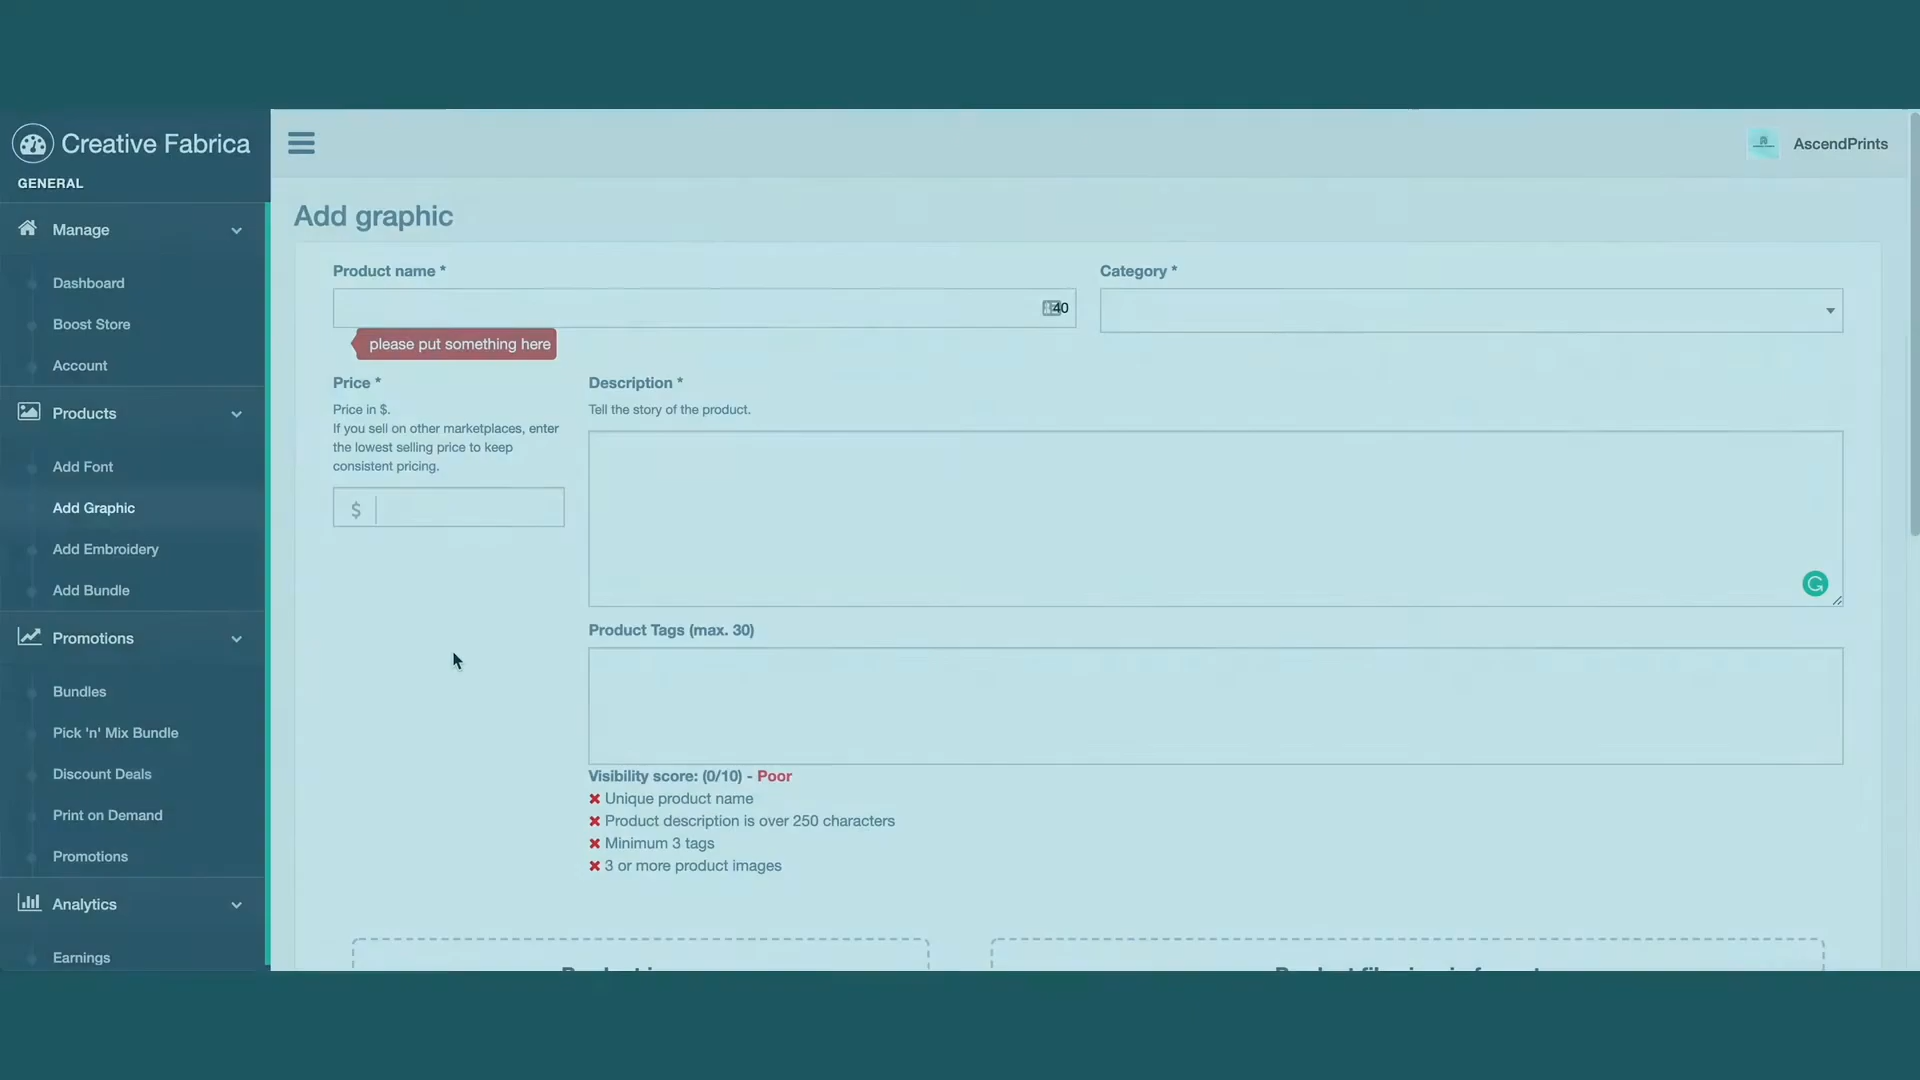 Creative Fabrica
AscendPrints
GENERAL
Manage
Dashboard
Boost Store
Account
Products
Add Font
Add Graphic
Add Embroidery
Add Bundle
Promotions
Bundles
Pick 'n' Mix Bundle
Discount Deals
Print on Demand
Promotions
Analytics
Earnings
Add graphic
Product name *
Category *
40
please put something here
Price *
Price in $.
If you sell on other marketplaces, enter
the lowest selling price to keep
consistent pricing.
$
Description *
Tell the story of the product.
Product Tags (max. 30)
Visibility score: (0/10) - Poor
Unique product name
Product description is over 250 characters
Minimum 3 tags
3 or more product images